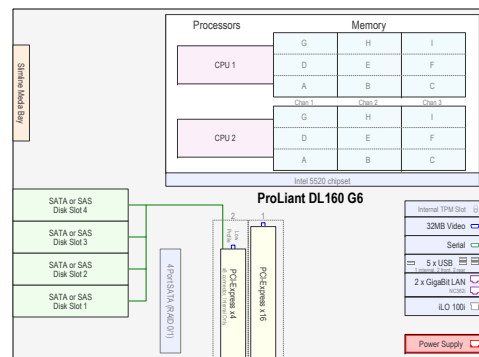 Processors
Memory
Slimline Media Bay
CPU 1
G H I
D E F
A B C
Chan 1 Chan 2 Chan 3
CPU 2
G H I
D E F
A B C
Intel 5520 chipset
ProLiant DL160 G6
SATA or SAS
Disk Slot 4
SATA or SAS
Disk Slot 3
SATA or SAS
Disk Slot 2
SATA or SAS
Disk Slot 1
4 Port SATA (RAID 0/1)
2
1
Low
Profile
PCI-Express x4
PCI-Express x16
Internal TPM Slot
32MB Video
Serial
5 x USB
1 internal, 2 front, 2 rear
2 x GigaBit LAN
NC362i
iLO 100i
Power Supply